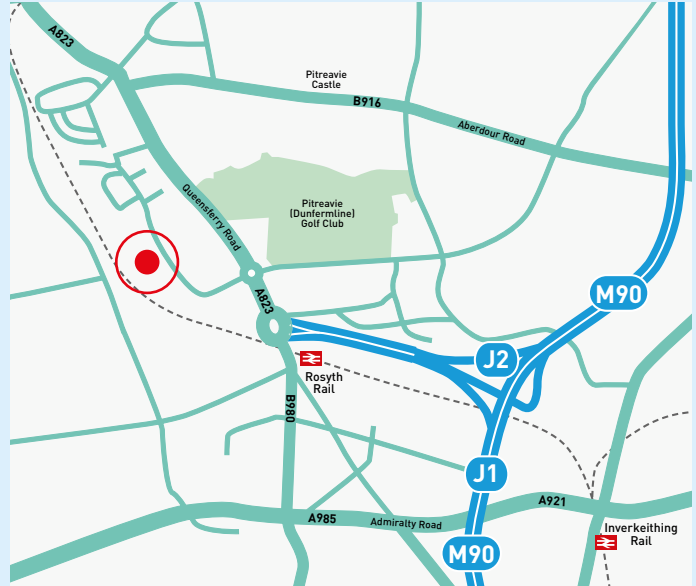 A823
Pitreavie
Castle
B916
Aberdour Road
Queensferry Road
Pitreavie
(Dunfermline)
Golf Club
A823
M90
J2
Rosyth
Rail
B980
J1
A921
A985
Admiralty Road
Inverkeithing
Rail
M90